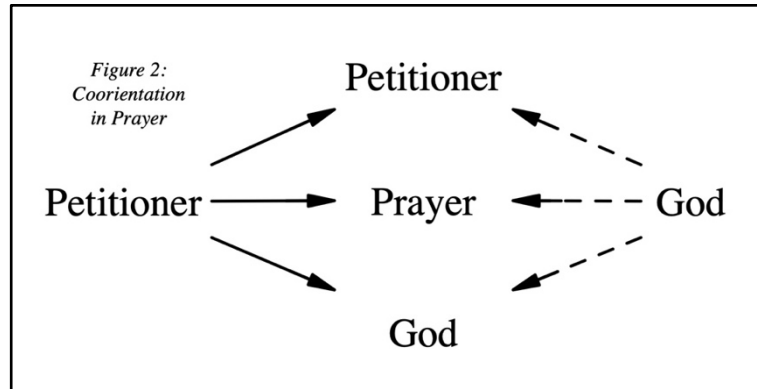 Figure 2:
Coorientation
in Prayer
Petitioner
Petitioner
Prayer
God
God